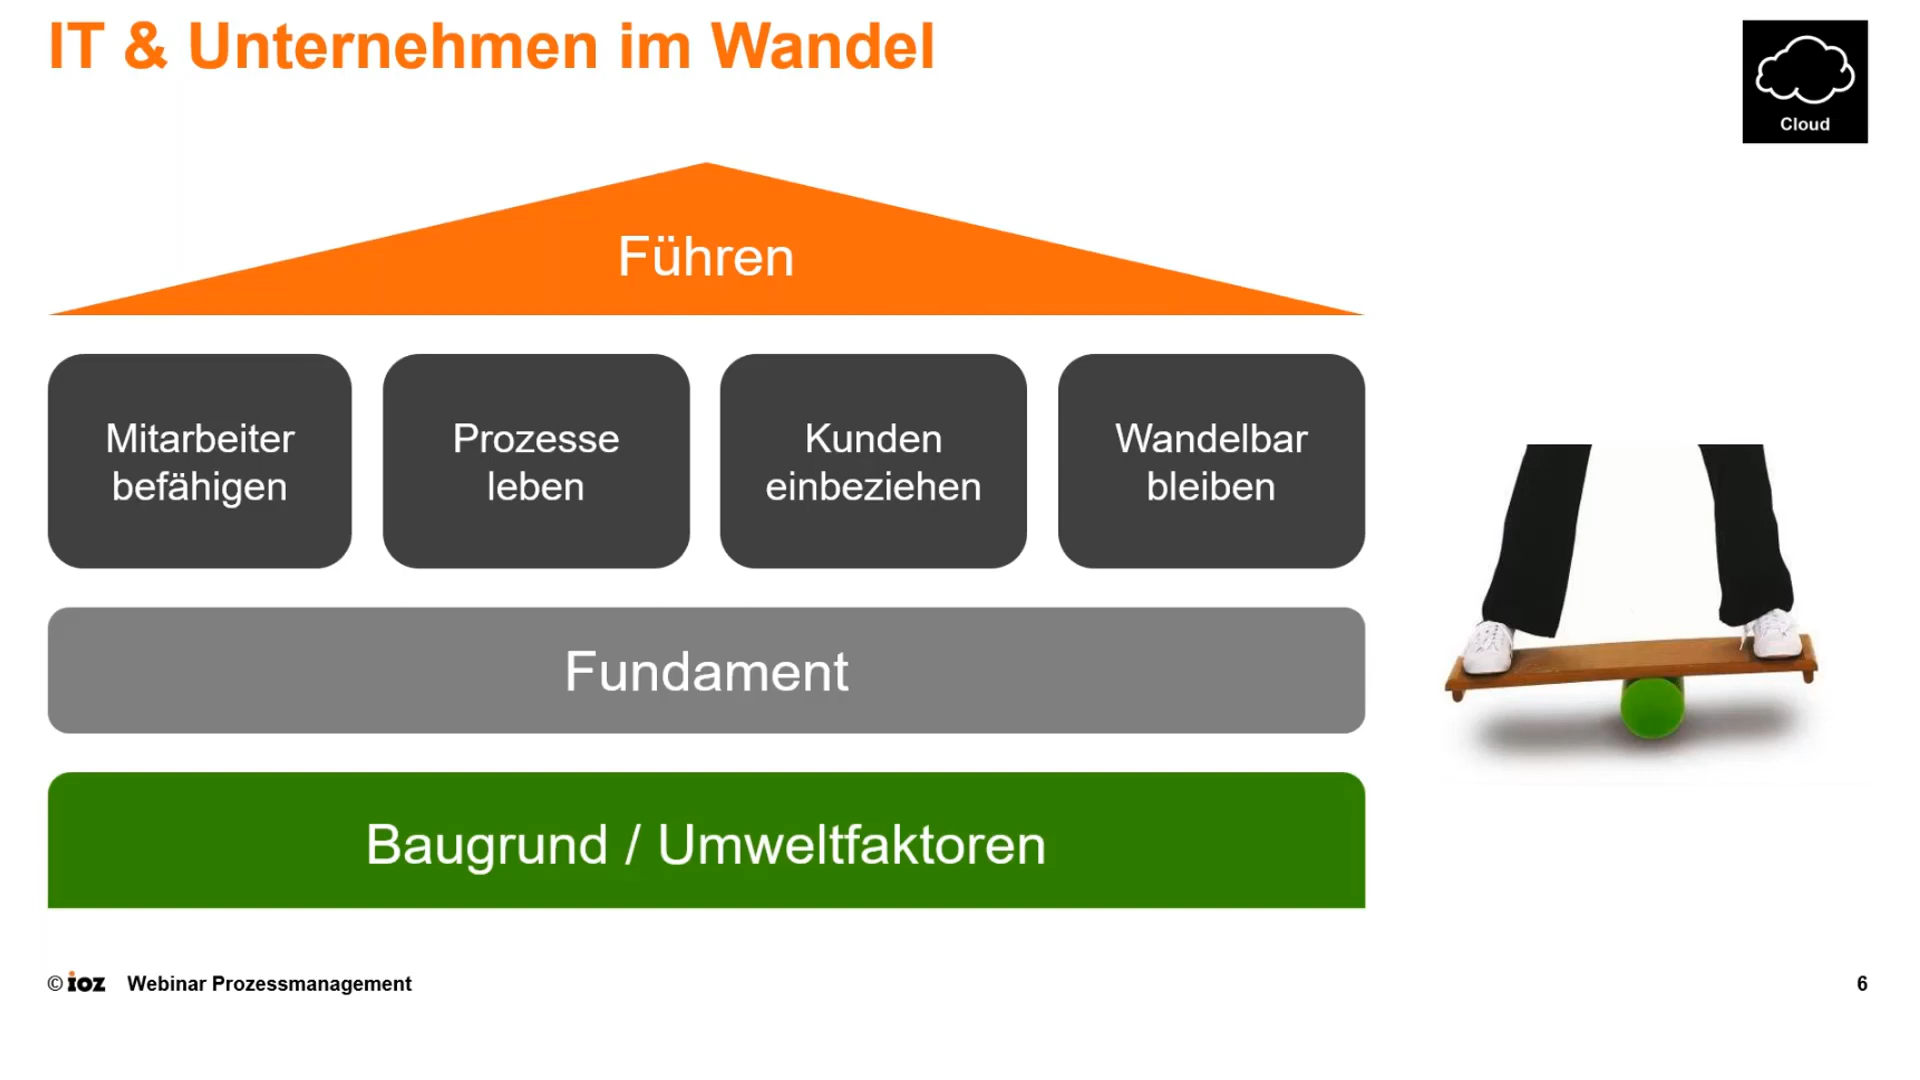 IT & Unternehmen im Wandel
Cloud
Führen
Mitarbeiter
befähigen
Prozesse
leben
Kunden
einbeziehen
Wandelbar
bleiben
Fundament
Baugrund / Umweltfaktoren
© ioz Webinar Prozessmanagement
6